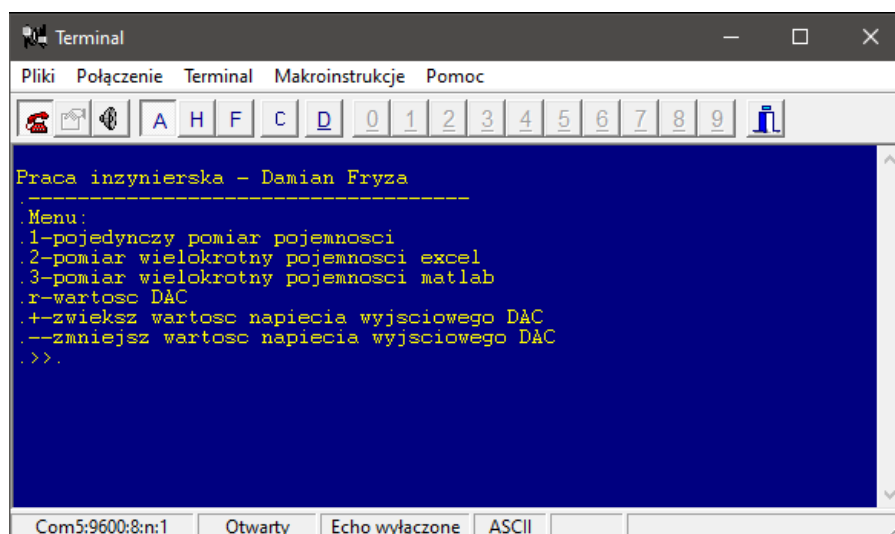 Terminal
Pliki Połączenie Terminal Makroinstrukcje Pomoc
A H F C D 0 1 2 3 4 5 6 7 8 9
Praca inzynierska - Damian Fryza
.-------------------------------------
.Menu:
.1-pojedynczy pomiar pojemnosci
.2-pomiar wielokrotny pojemnosci excel
.3-pomiar wielokrotny pojemnosci matlab
.r-wartosc DAC
.+-zwieksz wartosc napiecia wyjsciowego DAC
.--zmniejsz wartosc napiecia wyjsciowego DAC
.>>.
Com5:9600:8:n:1 Otwarty Echo wyłaczone ASCII